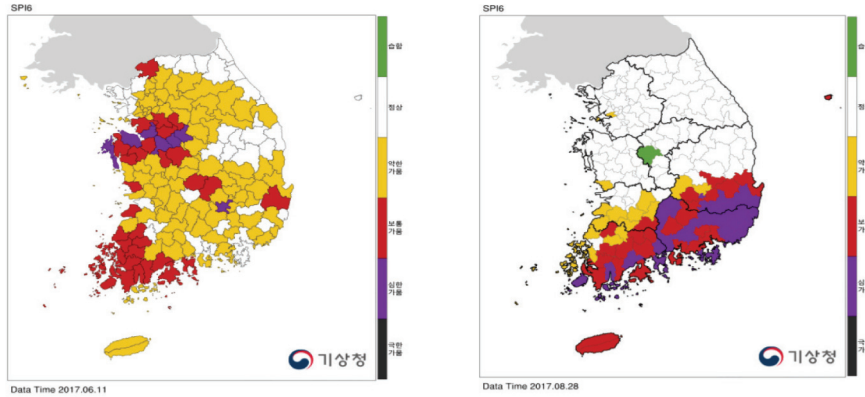 SPI6
습함
정상
약한
가뭄
보통
가뭄
심한
가뭄
극한
가뭄
기상청
Data Time 2017.06.11
SPI6
습
정
약
가
보
가
심
가
극
가
기상청
Data Time 2017.08.28